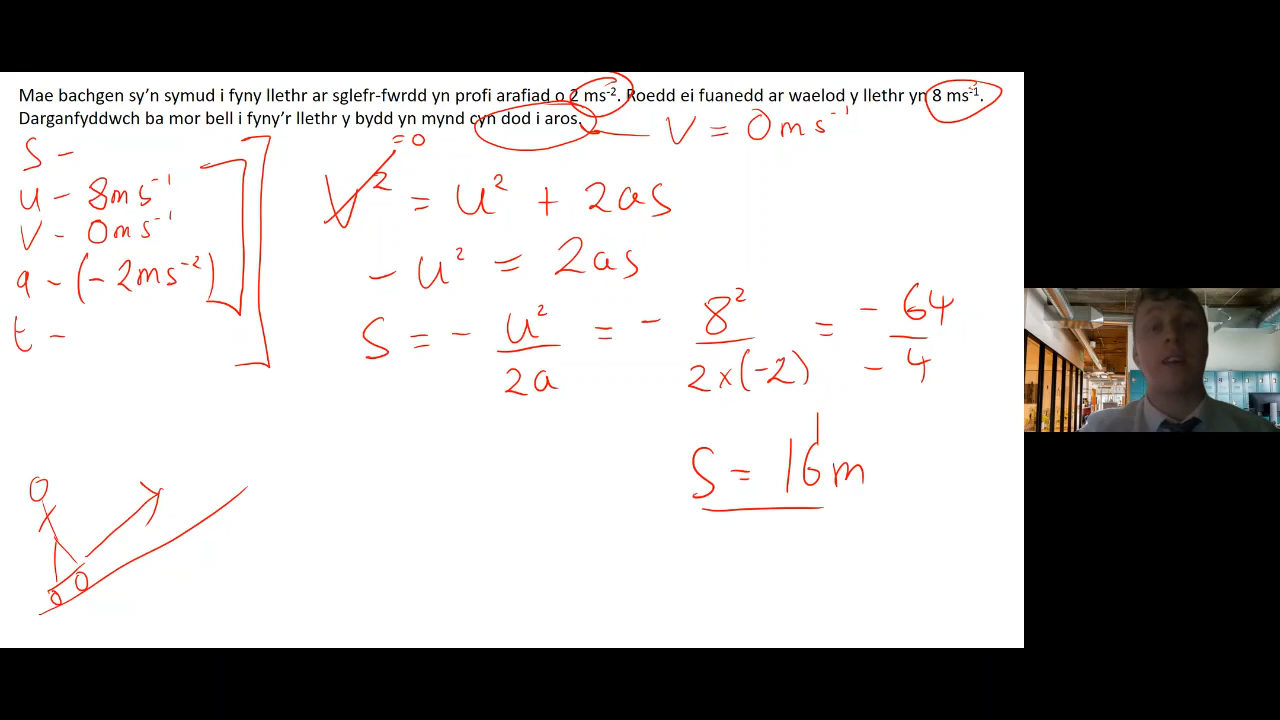 Mae bachgen sy'n symud i fyny llethr ar sglefr-fwrdd yn profi arafiad o 2 ms⁻². Roedd ei fuanedd ar waelod y llethr yn 8 ms⁻¹.
Darganfyddwch ba mor bell i fyny'r llethr y bydd yn mynd cyn dod i aros.
V = 0ms⁻¹
S -
u - 8ms⁻¹
V - 0ms⁻¹
a - (-2ms⁻²)
t -
= 0
V² = u² + 2as
- u² = 2as
S = - u²/2a = - 8²/2×(-2) = -64/-4
S = 16m